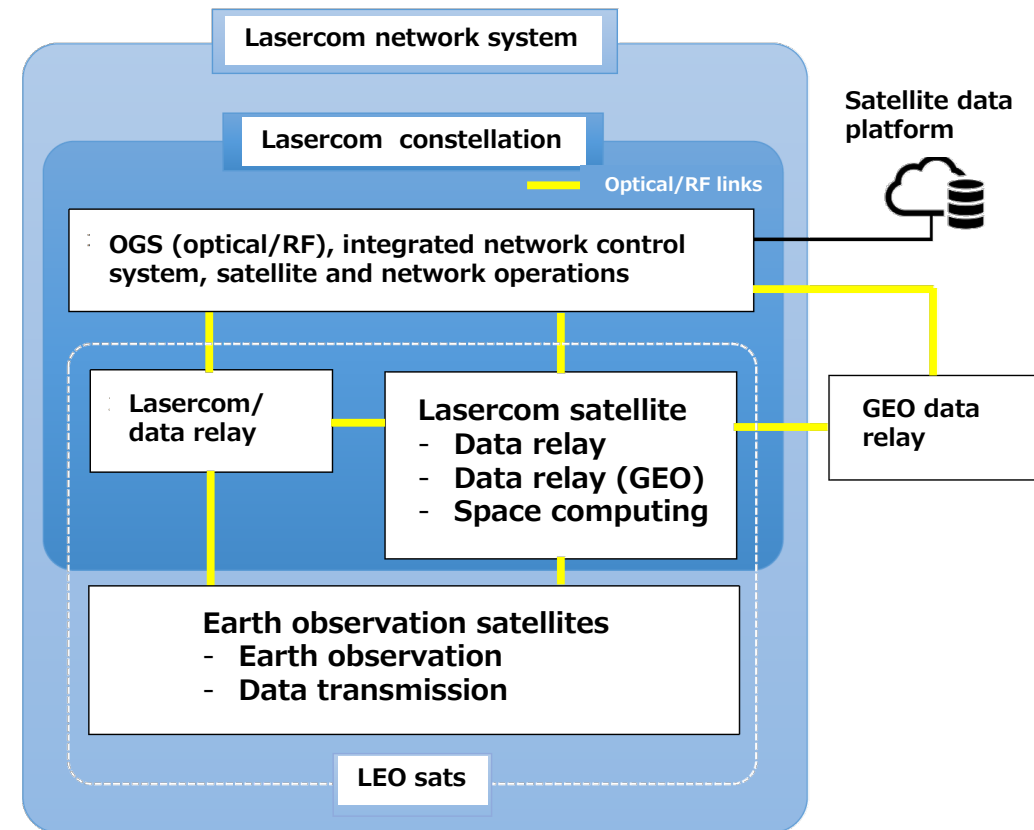 Lasercom network system
Satellite data
platform
Lasercom constellation
Optical/RF links
OGS (optical/RF), integrated network control
system, satellite and network operations
Lasercom/
data relay
Lasercom satellite
- Data relay
- Data relay (GEO)
- Space computing
GEO data
relay
Earth observation satellites
- Earth observation
- Data transmission
LEO sats